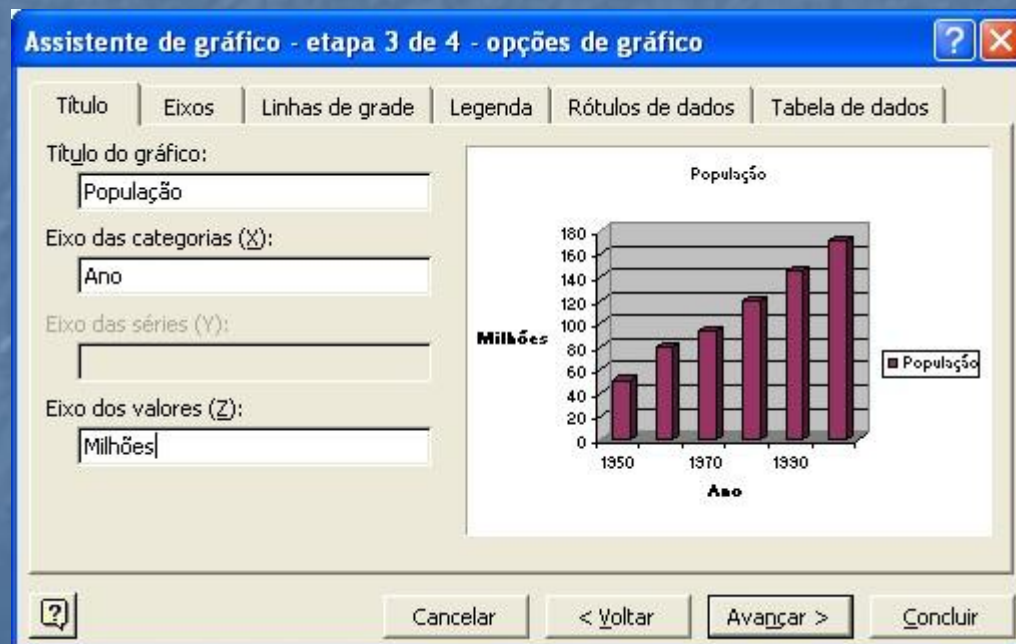 Assistente de gráfico - etapa 3 de 4 - opções de gráfico
Título Eixos Linhas de grade Legenda Rótulos de dados Tabela de dados
Título do gráfico:
População
Eixo das categorias (X):
Ano
Eixo das séries (Y):
Eixo dos valores (Z):
Milhões
População
180
160
140
120
100
80
60
40
20
0
Milhões
1950 1970 1990
Ano
População
Cancelar < Voltar Avançar > Concluir